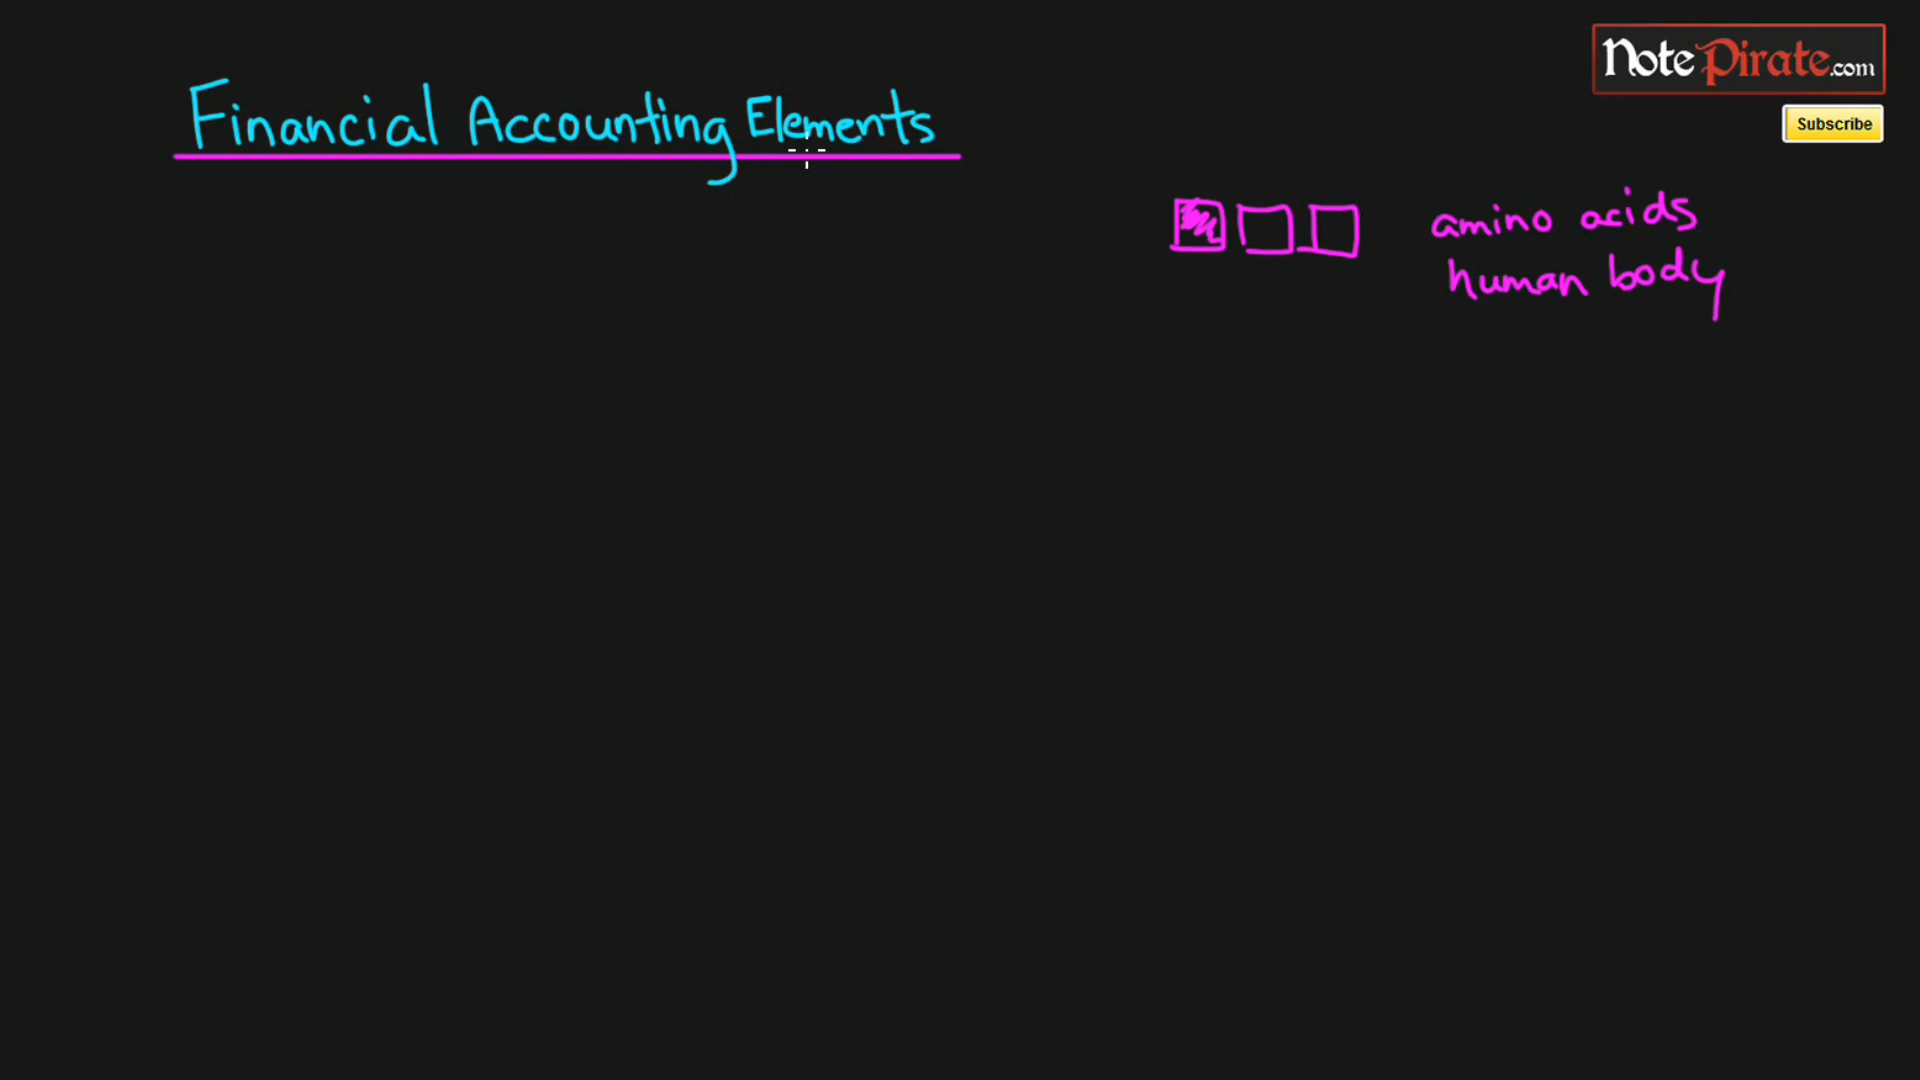 NotePirate.com
Subscribe
Financial Accounting Elements
amino acids
human body